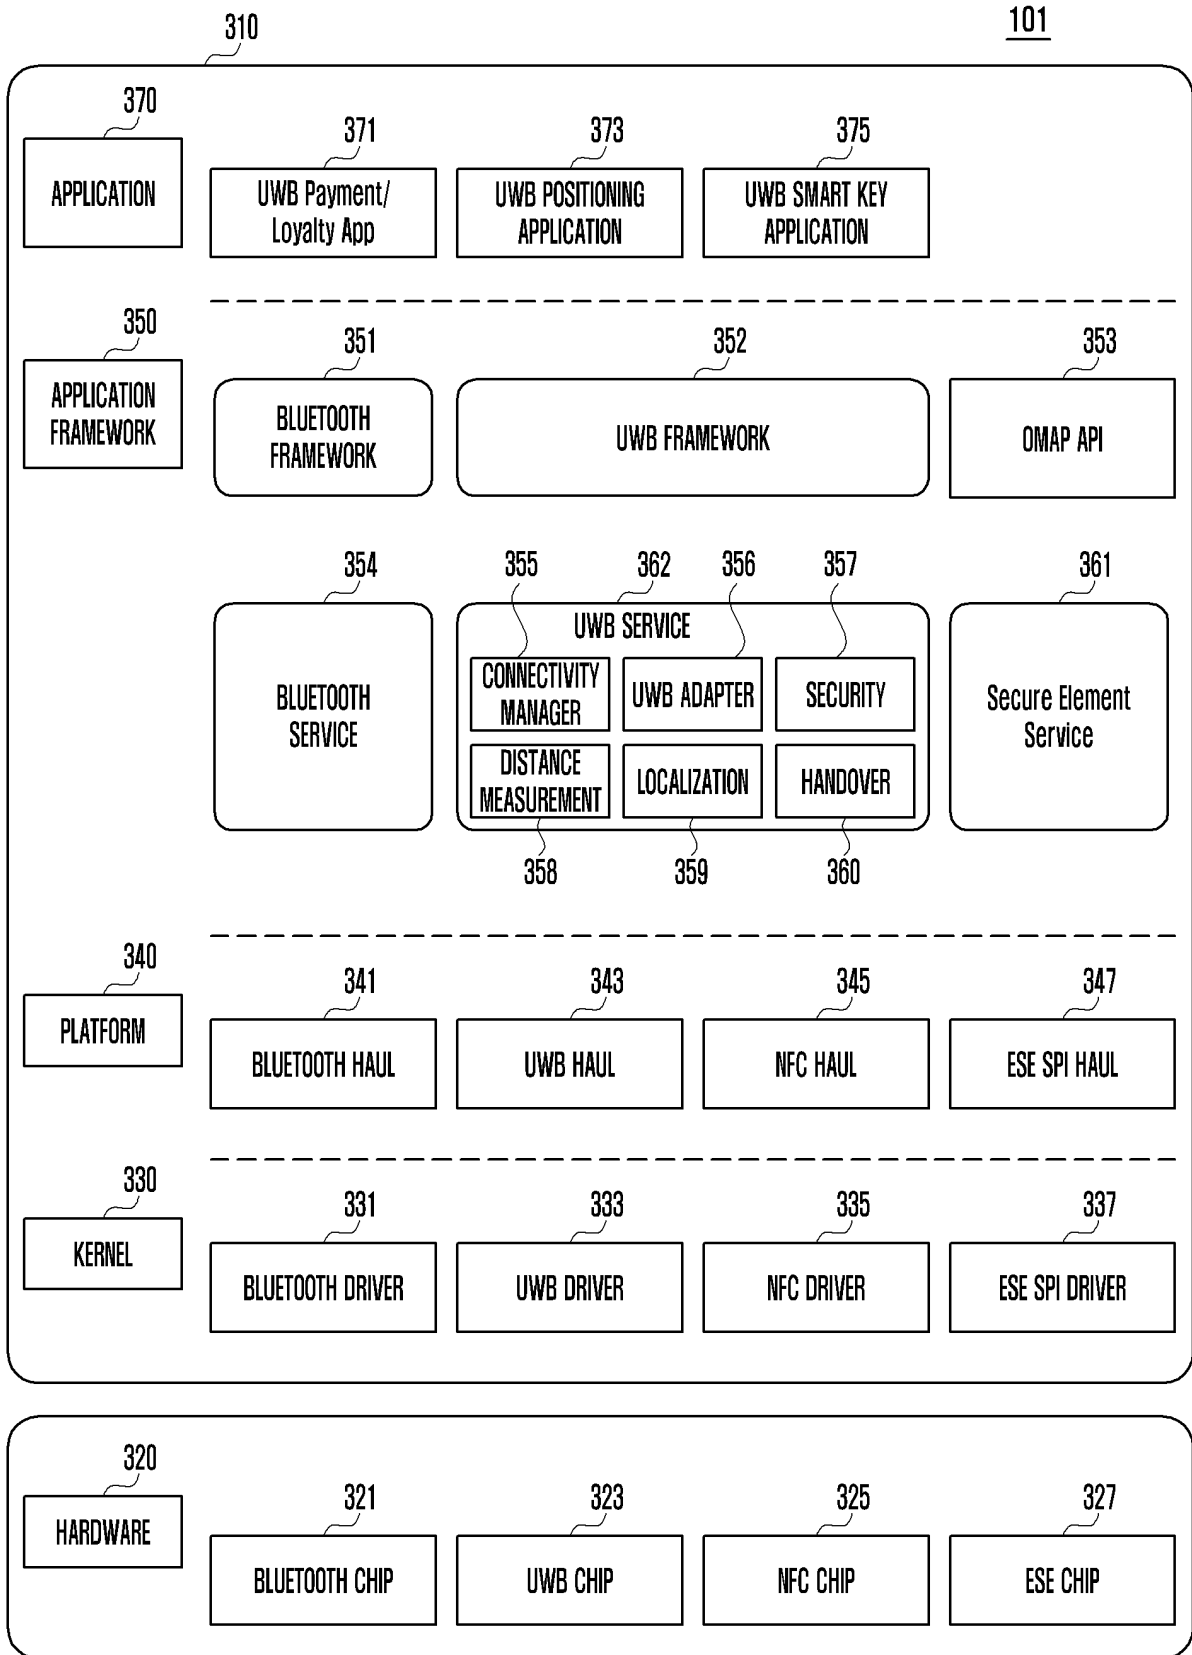 101
310
370
APPLICATION
371
UWB Payment/
Loyalty App
373
UWB POSITIONING
APPLICATION
375
UWB SMART KEY
APPLICATION
350
APPLICATION
FRAMEWORK
351
BLUETOOTH
FRAMEWORK
352
UWB FRAMEWORK
353
OMAP API
354
BLUETOOTH
SERVICE
355
362
356
357
UWB SERVICE
CONNECTIVITY
MANAGER
UWB ADAPTER
SECURITY
DISTANCE
MEASUREMENT
LOCALIZATION
HANDOVER
358
359
360
361
Secure Element
Service
340
PLATFORM
341
BLUETOOTH HAUL
343
UWB HAUL
345
NFC HAUL
347
ESE SPI HAUL
330
KERNEL
331
BLUETOOTH DRIVER
333
UWB DRIVER
335
NFC DRIVER
337
ESE SPI DRIVER
320
HARDWARE
321
BLUETOOTH CHIP
323
UWB CHIP
325
NFC CHIP
327
ESE CHIP